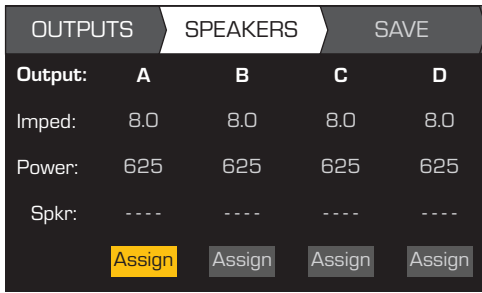 OUTPUTS SPEAKERS SAVE
Output: A B C D
Imped: 8.0 8.0 8.0 8.0
Power: 625 625 625 625
Spkr: ---- ---- ---- ----
Assign Assign Assign Assign